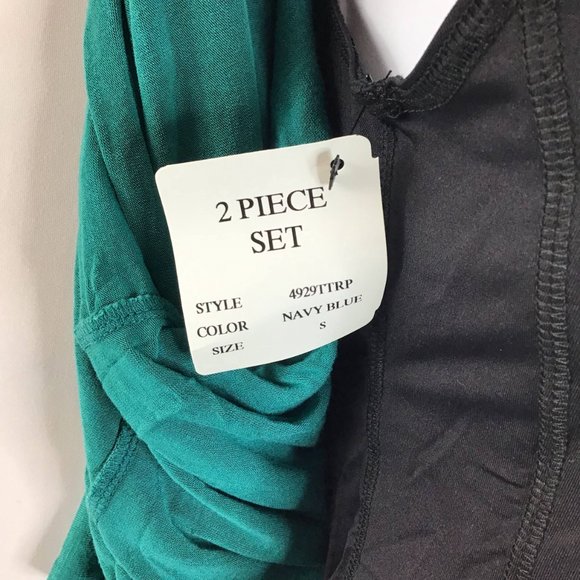 2 PIECE
SET
STYLE 4929TTRP
COLOR NAVY BLUE
SIZE S